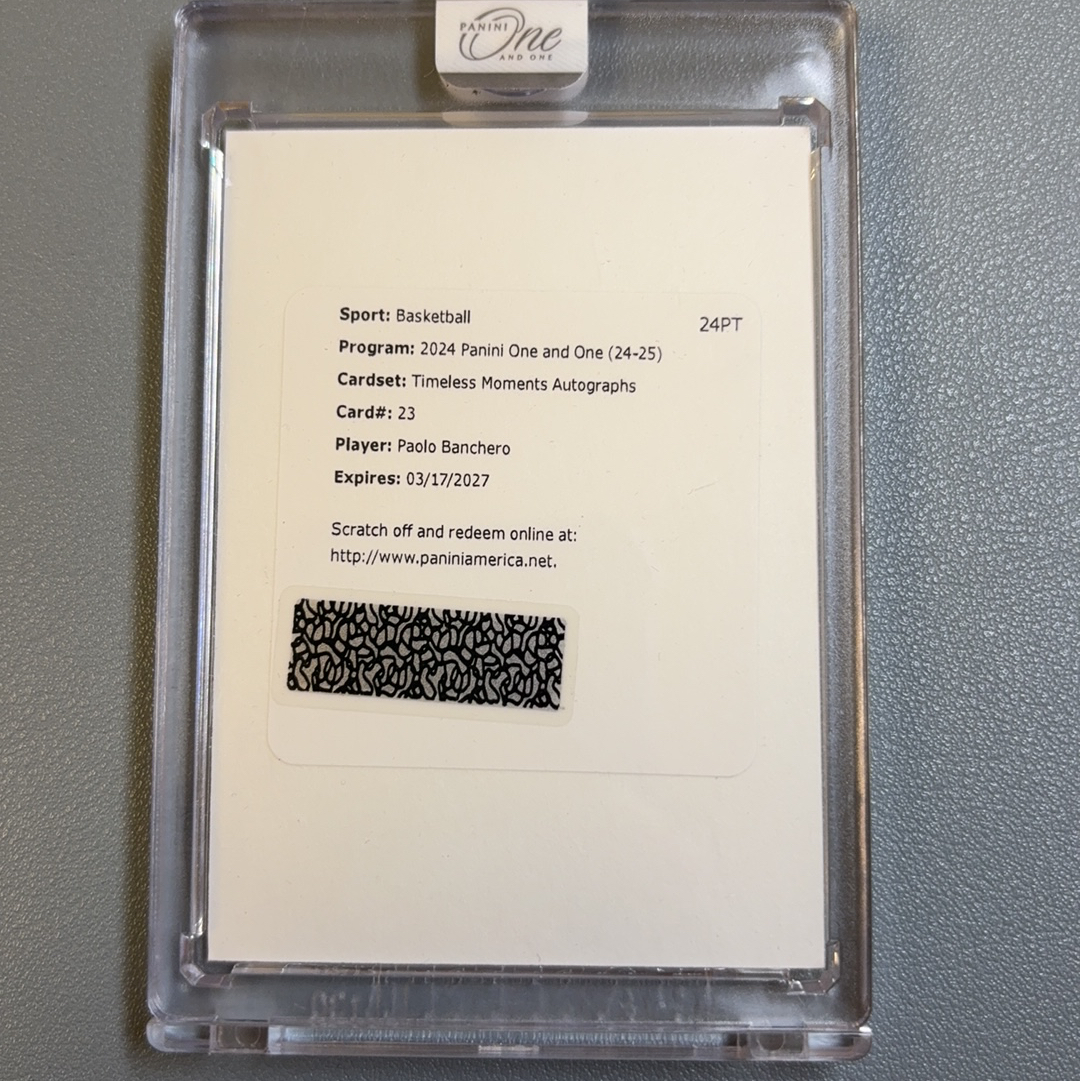 PANINI
One
AND ONE
Sport: Basketball
24PT
Program: 2024 Panini One and One (24-25)
Cardset: Timeless Moments Autographs
Card#: 23
Player: Paolo Banchero
Expires: 03/17/2027
Scratch off and redeem online at:
http://www.paniniamerica.net.